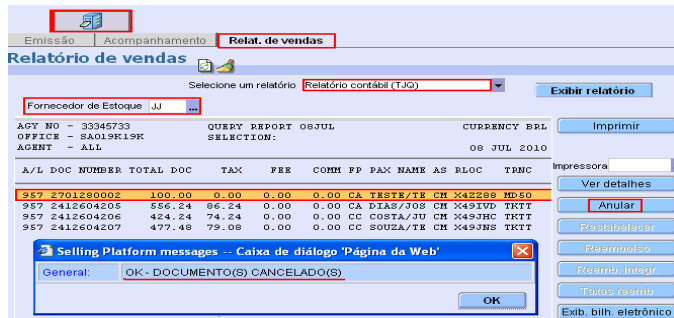 Emissão Acompanhamento Relat. de vendas
Relatório de vendas
Selecione um relatório Relatório contábil (TJQ) Exibir relatório
Fornecedor de Estoque JJ ...
AGY NO - 33345733 QUERY REPORT 08JUL CURRENCY BRL
OFFICE - SAO19K19K SELECTION:
AGENT - ALL 08 JUL 2010
A/L DOC NUMBER TOTAL DOC TAX FEE COMM FP PAX NAME AS RLOC TRNC
957 2701280002 100.00 0.00 0.00 0.00 CA TESTE/TE CM X4ZZ88 MD50
957 2412604205 556.24 86.24 0.00 0.00 CA DIAS/JOS CM X49IVD TKTT
957 2412604206 424.24 74.24 0.00 0.00 CC COSTA/JU CM X49JHC TKTT
957 2412604207 477.48 79.08 0.00 0.00 CC SOUZA/TE CM X49JNS TKTT
Imprimir
Impressora
Ver detalhes
Anular
Restabelecer
Reembolso
Reemb. integr
Taxas reemb
Exib. bilh. eletrônico
Selling Platform messages -- Caixa de diálogo 'Página da Web'
General: OK - DOCUMENTO(S) CANCELADO(S)
OK